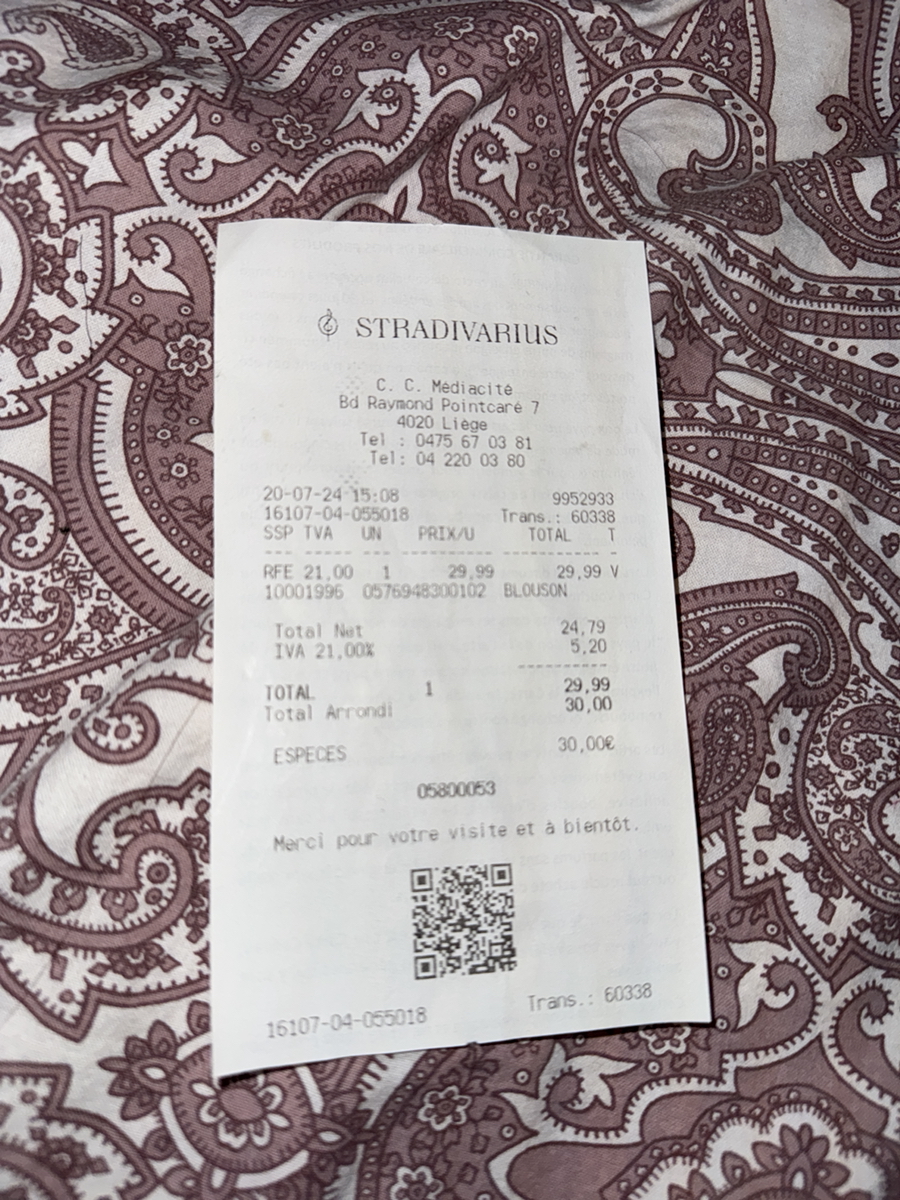 STRADIVARIUS
C. C. Médiacité
Bd Raymond Pointcaré 7
4020 Liège
Tel : 0475 67 03 81
Tel: 04 220 03 80
20-07-24 15:08 9952933
16107-04-055018 Trans.: 60338
SSP TVA UN PRIX/U TOTAL T
--- ----- --- ---------- ---------- -
RFE 21,00 1 29,99 29,99 V
10001996 0576948300102 BLOUSON
Total Net 24,79
IVA 21,00% 5,20
----------
TOTAL 1 29,99
Total Arrondi 30,00
ESPECES 30,00€
05800053
Merci pour votre visite et à bientôt.
16107-04-055018 Trans.: 60338